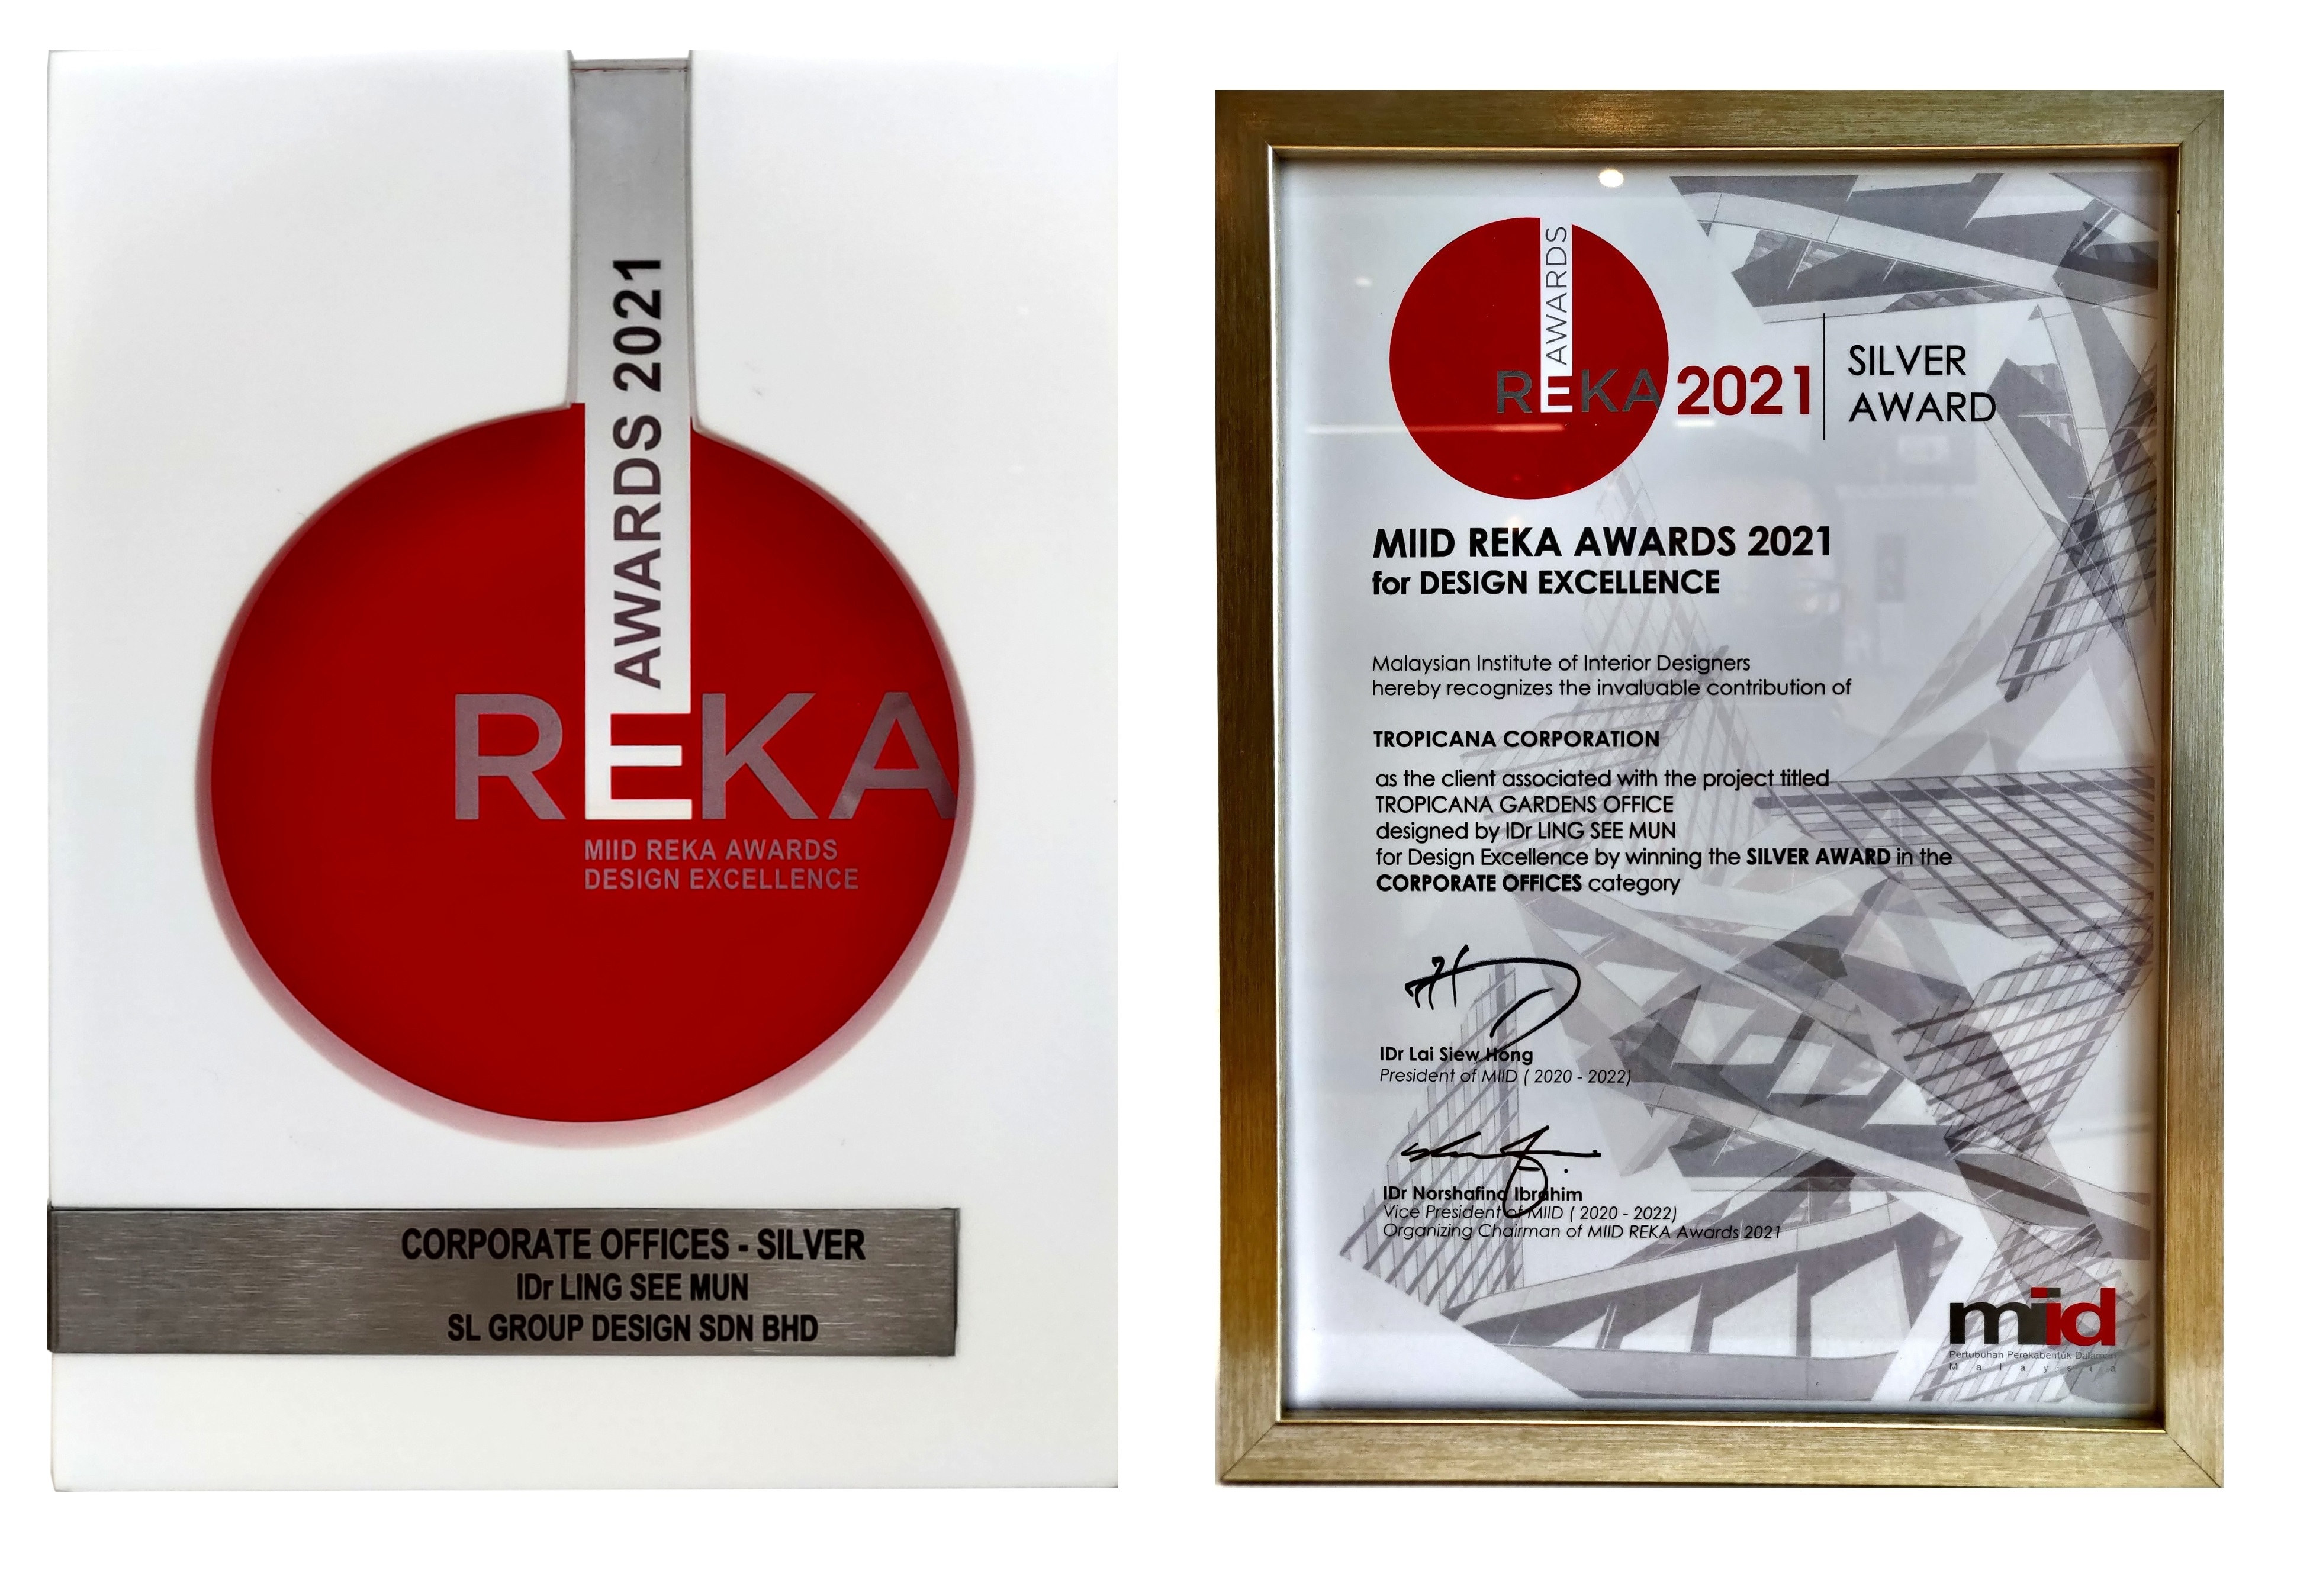 AWARDS 2021
REKA
MIID REKA AWARDS
DESIGN EXCELLENCE
CORPORATE OFFICES - SILVER
IDr LING SEE MUN
SL GROUP DESIGN SDN BHD
AWARDS
REKA 2021
SILVER
AWARD
MIID REKA AWARDS 2021
for DESIGN EXCELLENCE
Malaysian Institute of Interior Designers
hereby recognizes the invaluable contribution of
TROPICANA CORPORATION
as the client associated with the project titled
TROPICANA GARDENS OFFICE
designed by IDr LING SEE MUN
for Design Excellence by winning the SILVER AWARD in the
CORPORATE OFFICES category
IDr Lai Siew Hong
President of MIID ( 2020 - 2022)
IDr Norshafina Ibrahim
Vice President of MIID ( 2020 - 2022)
Organizing Chairman of MIID REKA Awards 2021
miid
Pertubuhan Perekabentuk Dalaman
Malaysia